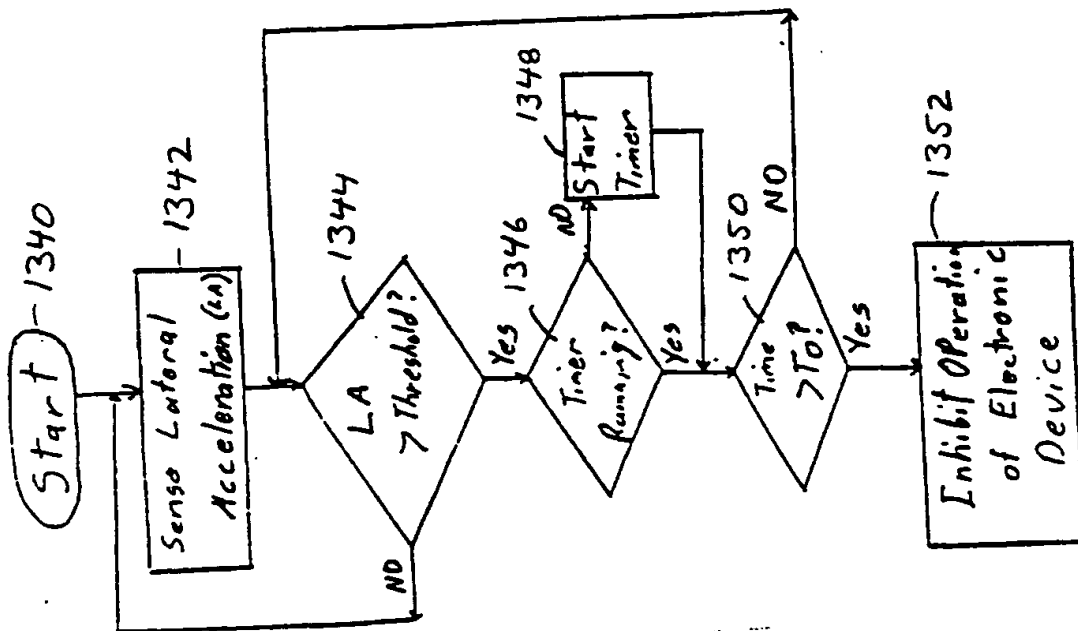 Start
1340
Sense Lateral
Acceleration (LA)
1342
LA
> Threshold?
1344
NO
Yes
Timer
Running?
1346
NO
Start
Timer
1348
Yes
Time
> To?
1350
NO
Yes
Inhibit OPeration
of Electronic
Device
1352